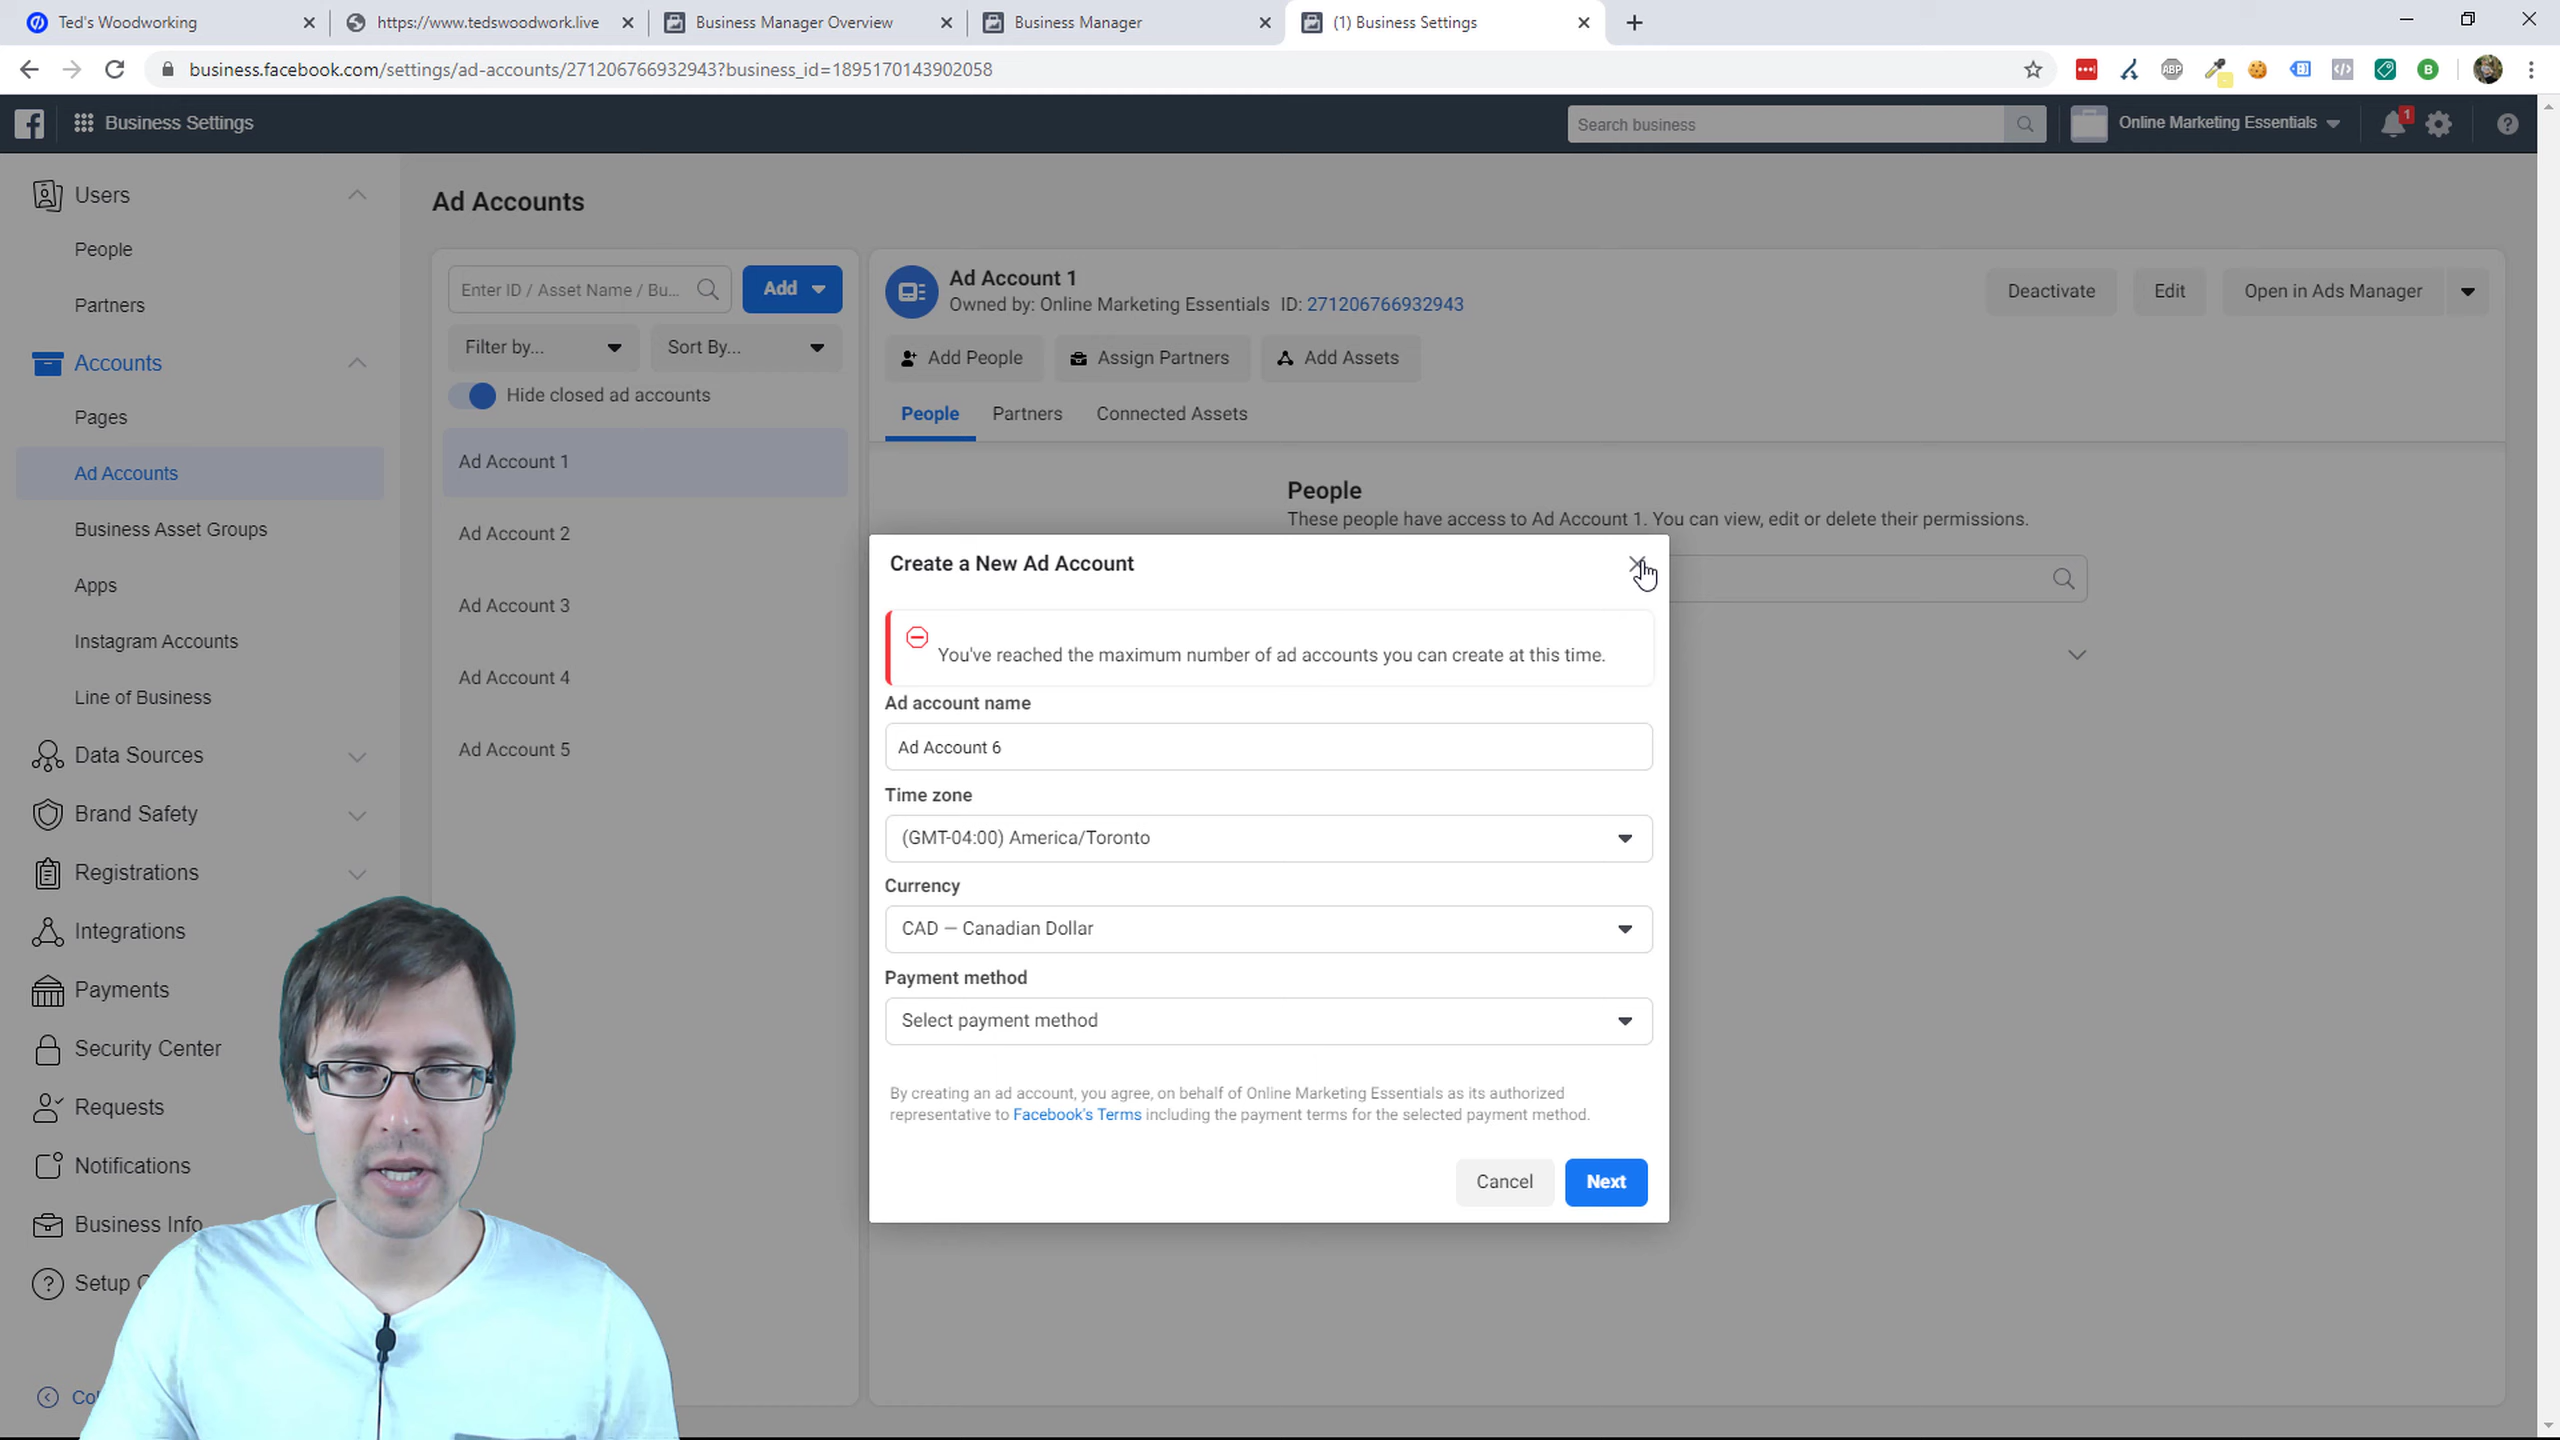 Ted's Woodworking
https://www.tedswoodwork.live
Business Manager Overview
Business Manager
(1) Business Settings
business.facebook.com/settings/ad-accounts/271206766932943?business_id=1895170143902058
ABP
B
Business Settings
Search business
Online Marketing Essentials
1
Users
People
Partners
Accounts
Pages
Ad Accounts
Business Asset Groups
Apps
Instagram Accounts
Line of Business
Data Sources
Brand Safety
Registrations
Integrations
Payments
Security Center
Requests
Notifications
Business Info
Setup
Ad Accounts
Enter ID / Asset Name / Bu...
Add
Filter by...
Sort By...
Hide closed ad accounts
Ad Account 1
Ad Account 2
Ad Account 3
Ad Account 4
Ad Account 5
Ad Account 1
Owned by: Online Marketing Essentials ID: 271206766932943
Deactivate
Edit
Open in Ads Manager
Add People
Assign Partners
Add Assets
People
Partners
Connected Assets
People
These people have access to Ad Account 1. You can view, edit or delete their permissions.
Create a New Ad Account
You've reached the maximum number of ad accounts you can create at this time.
Ad account name
Ad Account 6
Time zone
(GMT-04:00) America/Toronto
Currency
CAD — Canadian Dollar
Payment method
Select payment method
By creating an ad account, you agree, on behalf of Online Marketing Essentials as its authorized
representative to Facebook's Terms including the payment terms for the selected payment method.
Cancel
Next